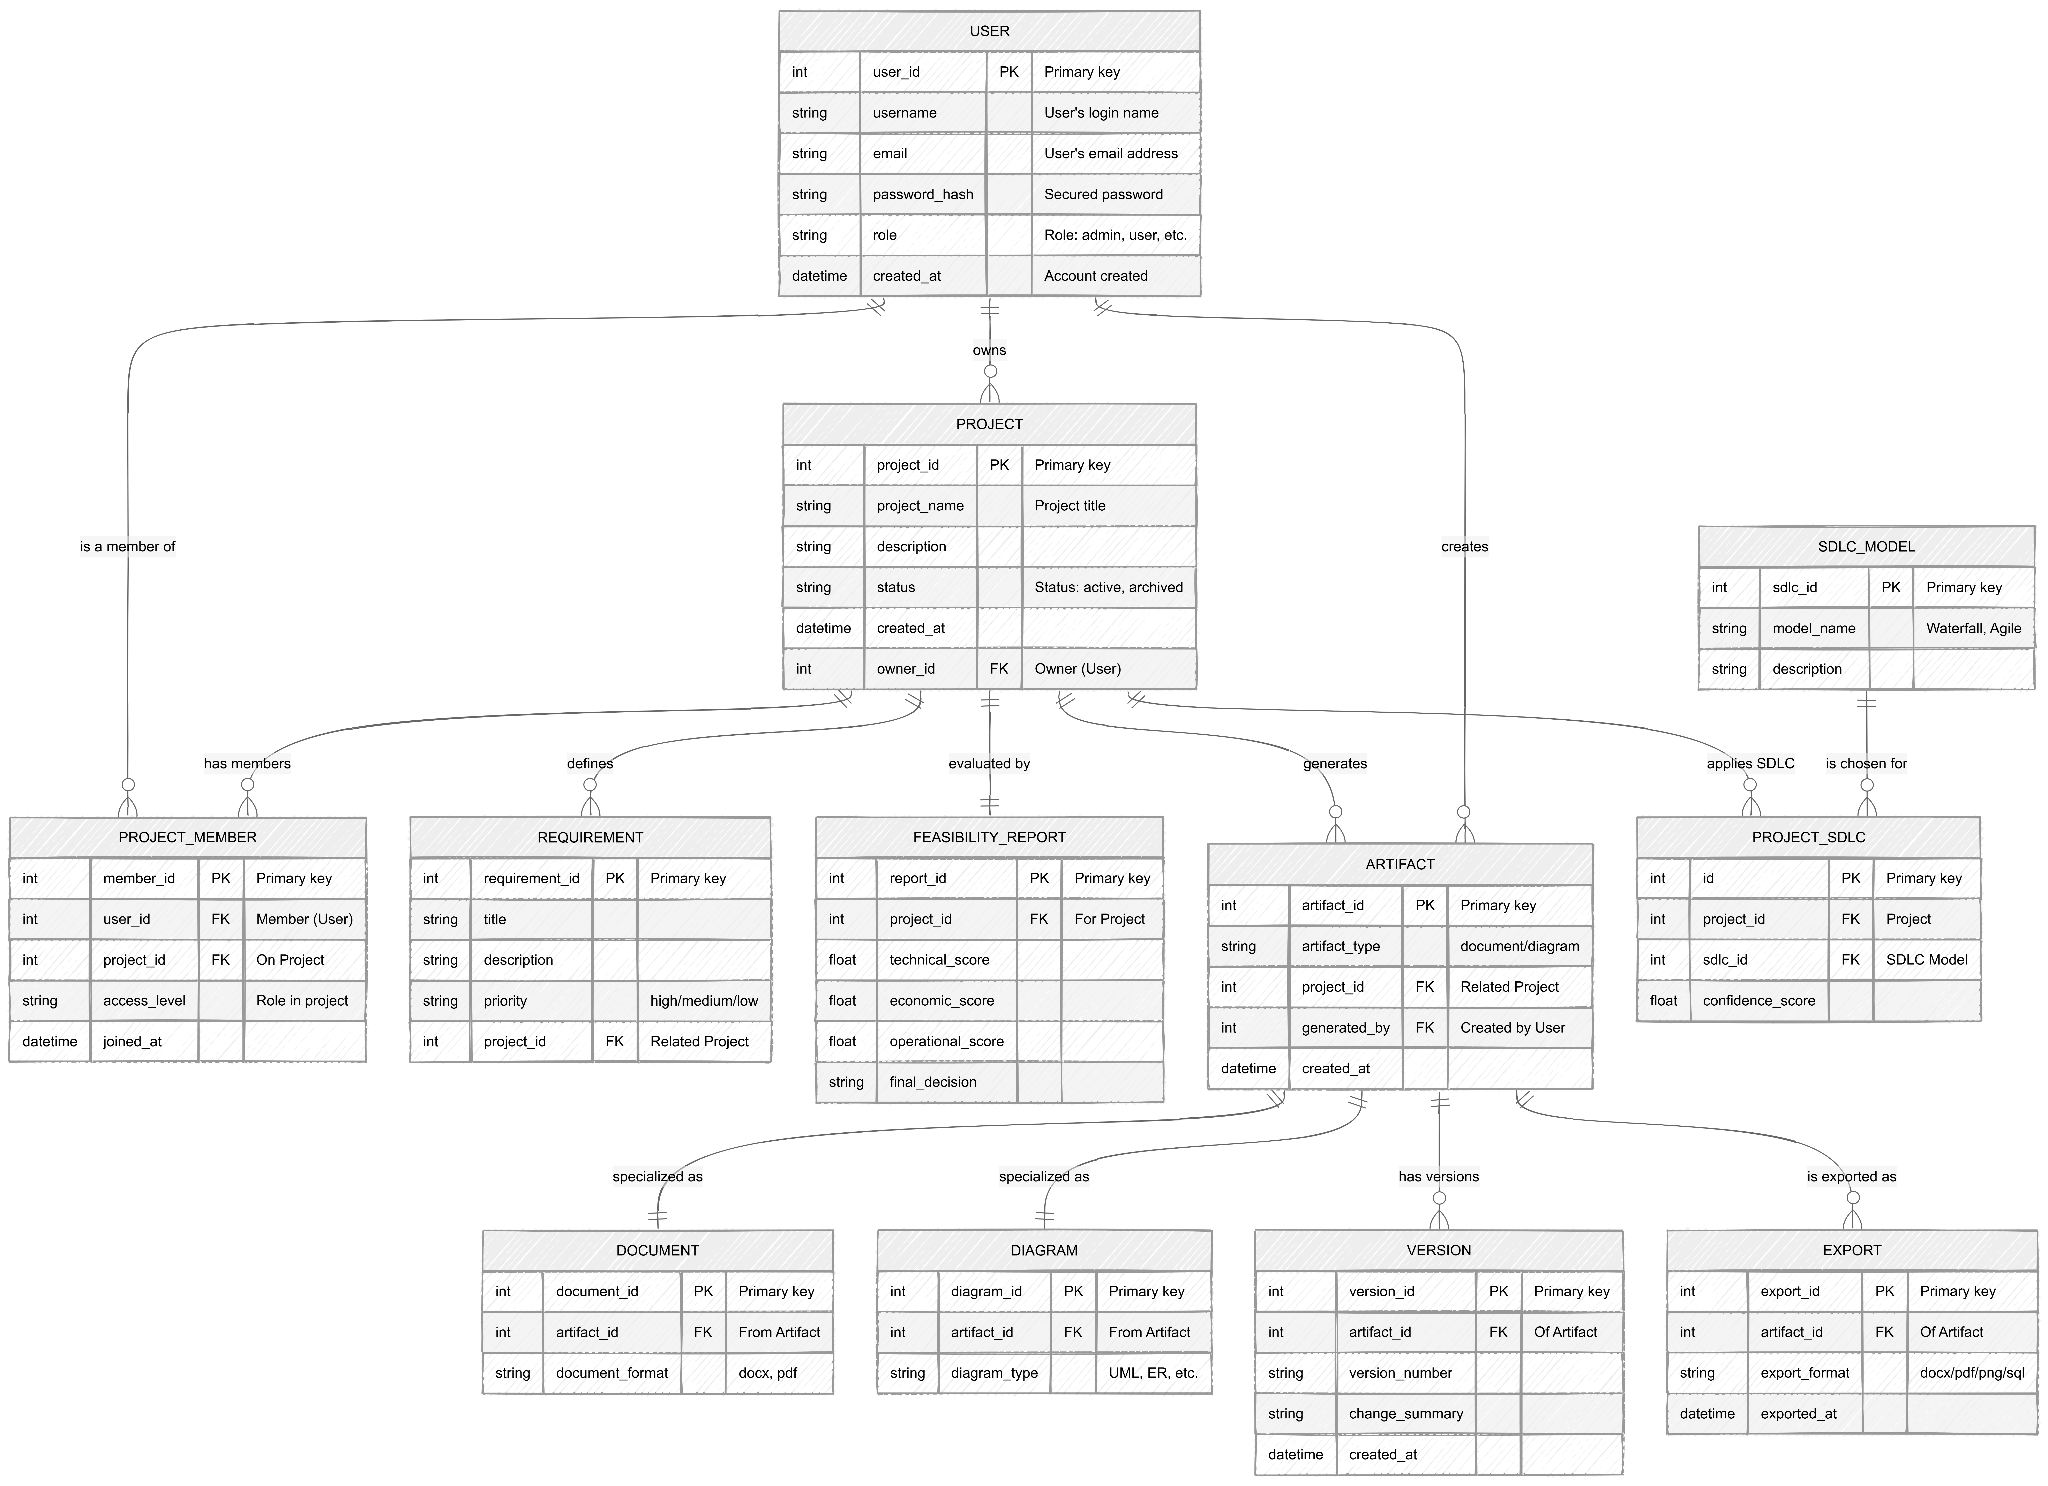 USER
int user_id PK Primary key
string username User's login name
string email User's email address
string password_hash Secured password
string role Role: admin, user, etc.
datetime created_at Account created
owns
PROJECT
int project_id PK Primary key
string project_name Project title
string description
string status Status: active, archived
datetime created_at
int owner_id FK Owner (User)
is a member of
creates
SDLC_MODEL
int sdlc_id PK Primary key
string model_name Waterfall, Agile
string description
has members
defines
evaluated by
generates
applies SDLC
is chosen for
PROJECT_MEMBER
int member_id PK Primary key
int user_id FK Member (User)
int project_id FK On Project
string access_level Role in project
datetime joined_at
REQUIREMENT
int requirement_id PK Primary key
string title
string description
string priority high/medium/low
int project_id FK Related Project
FEASIBILITY_REPORT
int report_id PK Primary key
int project_id FK For Project
float technical_score
float economic_score
float operational_score
string final_decision
ARTIFACT
int artifact_id PK Primary key
string artifact_type document/diagram
int project_id FK Related Project
int generated_by FK Created by User
datetime created_at
PROJECT_SDLC
int id PK Primary key
int project_id FK Project
int sdlc_id FK SDLC Model
float confidence_score
specialized as
specialized as
has versions
is exported as
DOCUMENT
int document_id PK Primary key
int artifact_id FK From Artifact
string document_format docx, pdf
DIAGRAM
int diagram_id PK Primary key
int artifact_id FK From Artifact
string diagram_type UML, ER, etc.
VERSION
int version_id PK Primary key
int artifact_id FK Of Artifact
string version_number
string change_summary
datetime created_at
EXPORT
int export_id PK Primary key
int artifact_id FK Of Artifact
string export_format docx/pdf/png/sql
datetime exported_at